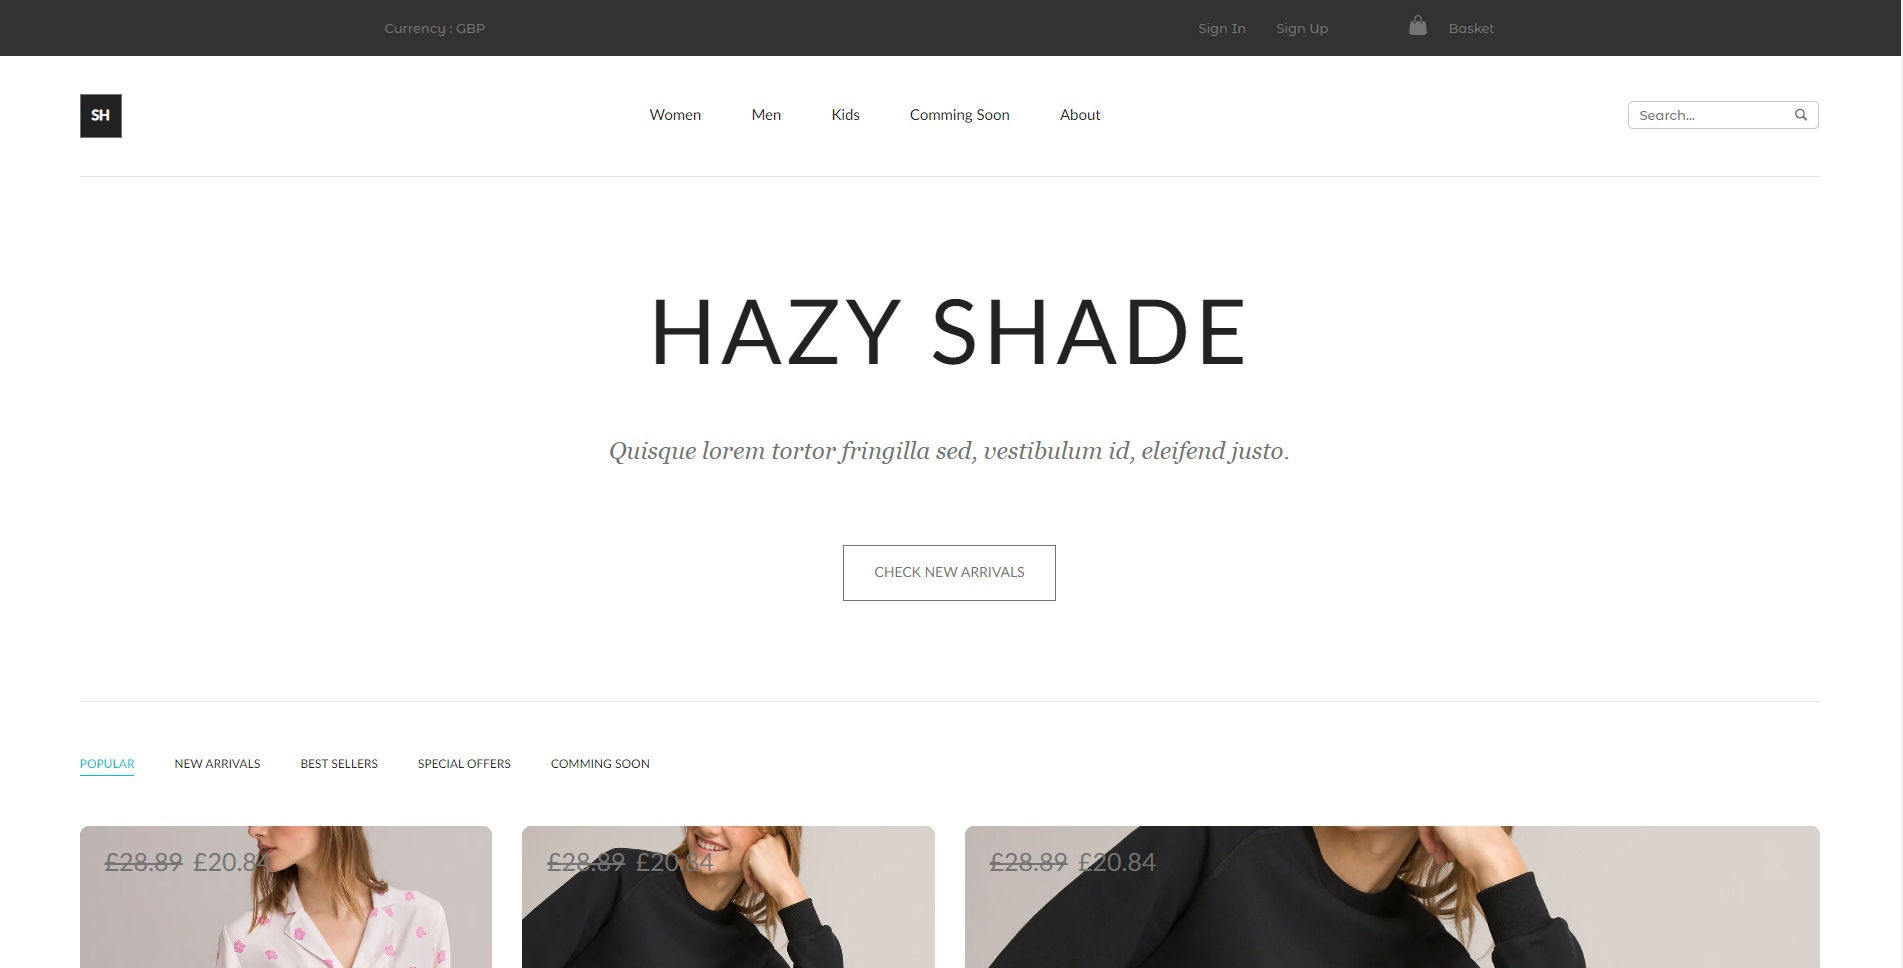 Currency : GBP
Sign In
Sign Up
Basket
SH
Women
Men
Kids
Comming Soon
About
Search...
HAZY SHADE
Quisque lorem tortor fringilla sed, vestibulum id, eleifend justo.
CHECK NEW ARRIVALS
POPULAR
NEW ARRIVALS
BEST SELLERS
SPECIAL OFFERS
COMMING SOON
£28.89 £20.84
£28.89 £20.84
£28.89 £20.84